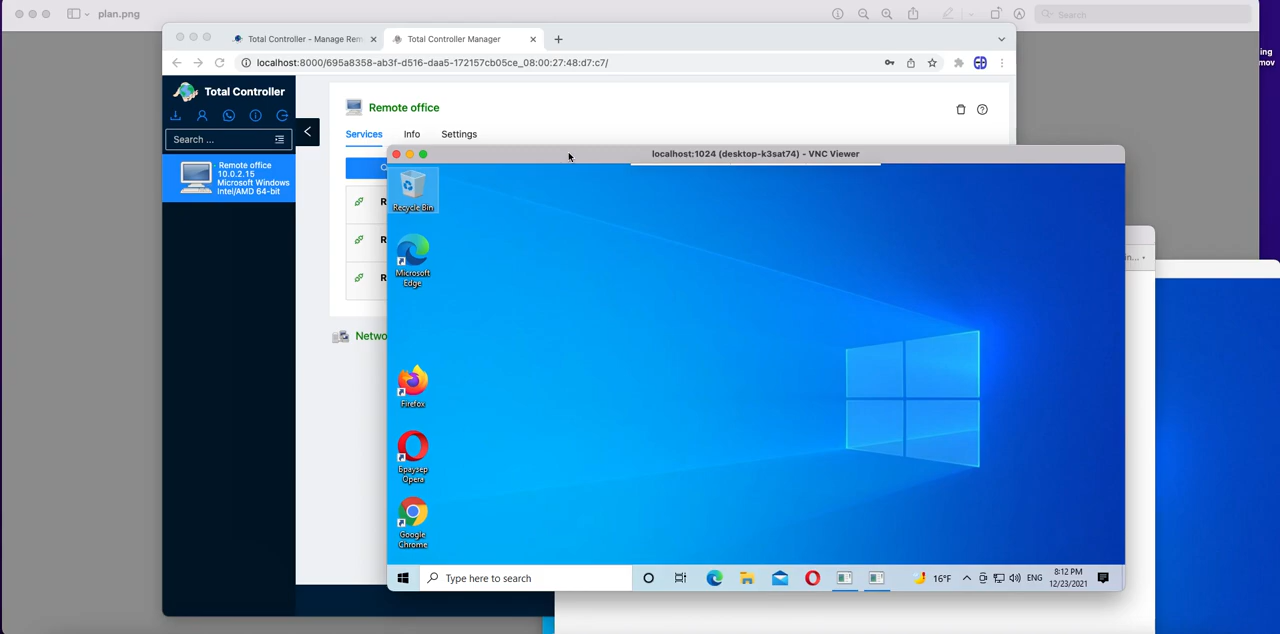 plan.png
Search
ing
mov
Total Controller - Manage Rem
Total Controller Manager
localhost:8000/695a8358-ab3f-d516-daa5-172157cb05ce_08:00:27:48:d7:c7/
Total Controller
Search ...
Remote office
10.0.2.15
Microsoft Windows
Intel/AMD 64-bit
Remote office
Services
Info
Settings
R
R
R
Netwo
localhost:1024 (desktop-k3sat74) - VNC Viewer
Recycle Bin
Microsoft
Edge
Firefox
Браузер
Opera
Google
Chrome
Type here to search
16°F
ENG
8:12 PM
12/23/2021
n...